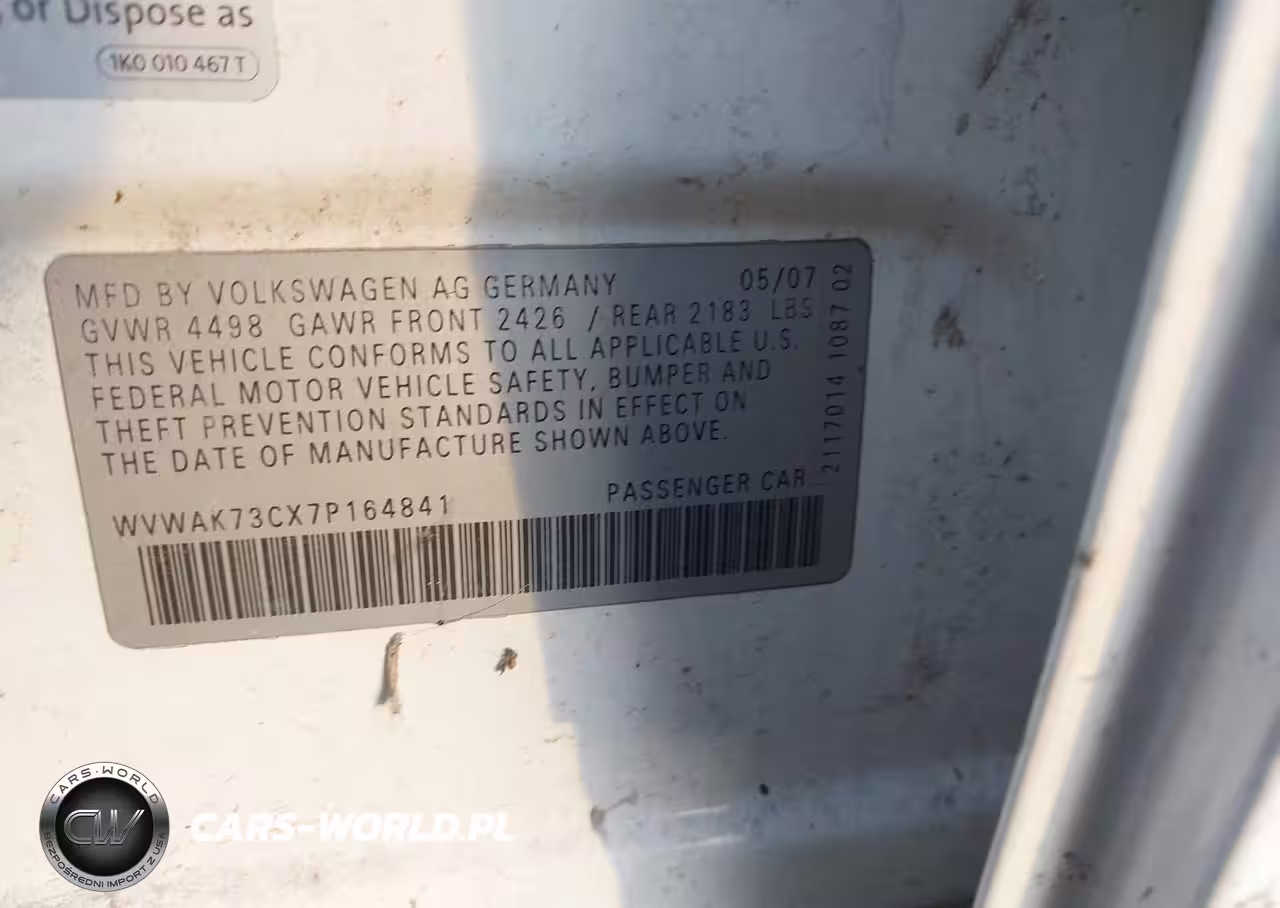 , or Dispose as
1K0 010 467 T
MFD BY VOLKSWAGEN AG GERMANY 05/07
GVWR 4498 GAWR FRONT 2426 / REAR 2183 LBS
THIS VEHICLE CONFORMS TO ALL APPLICABLE U.S.
FEDERAL MOTOR VEHICLE SAFETY, BUMPER AND
THEFT PREVENTION STANDARDS IN EFFECT ON
THE DATE OF MANUFACTURE SHOWN ABOVE.
PASSENGER CAR
WVWAK73CX7P164841
2117014 1087 02
CARS-WORLD
CW
BEZPOŚREDNI IMPORT Z USA
CARS-WORLD.PL